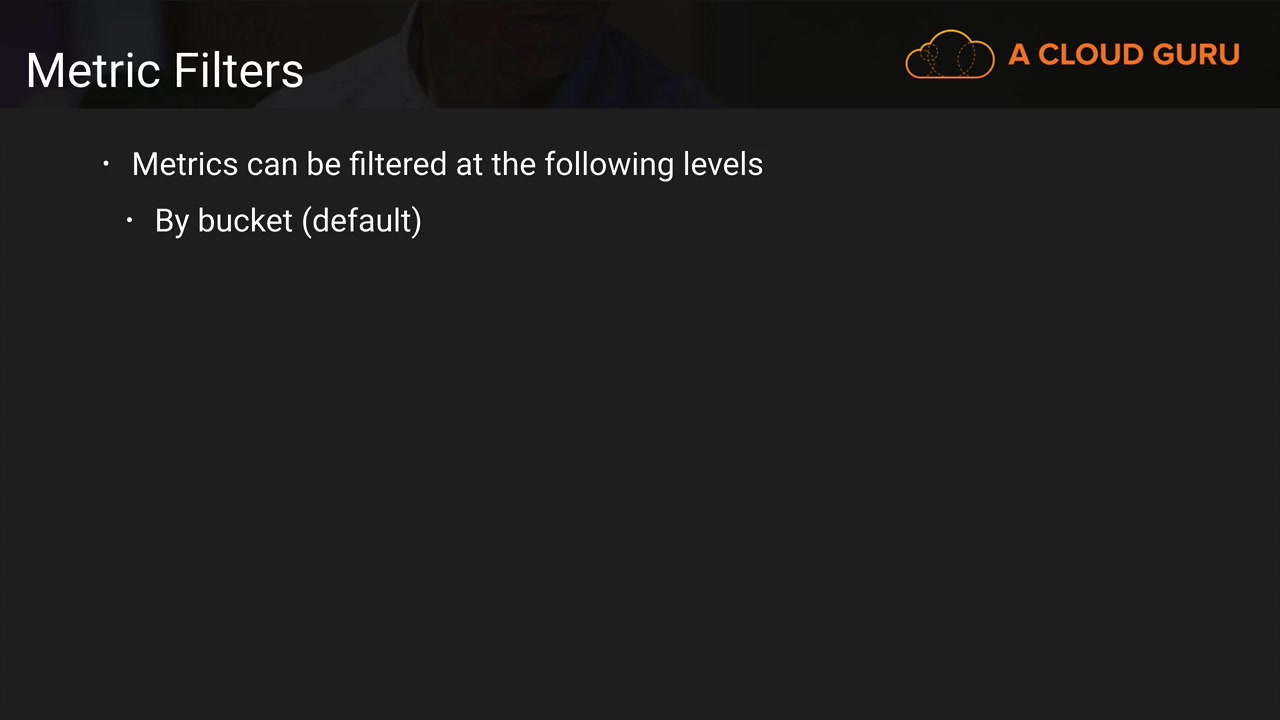 Metric Filters
A CLOUD GURU
• Metrics can be filtered at the following levels
• By bucket (default)